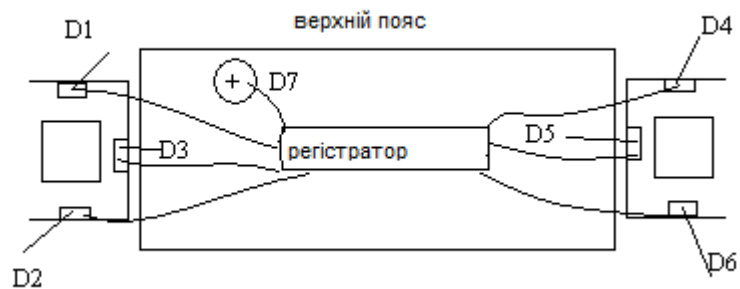 верхній пояс
D1
D4
D7
D3
регістратор
D5
D2
D6